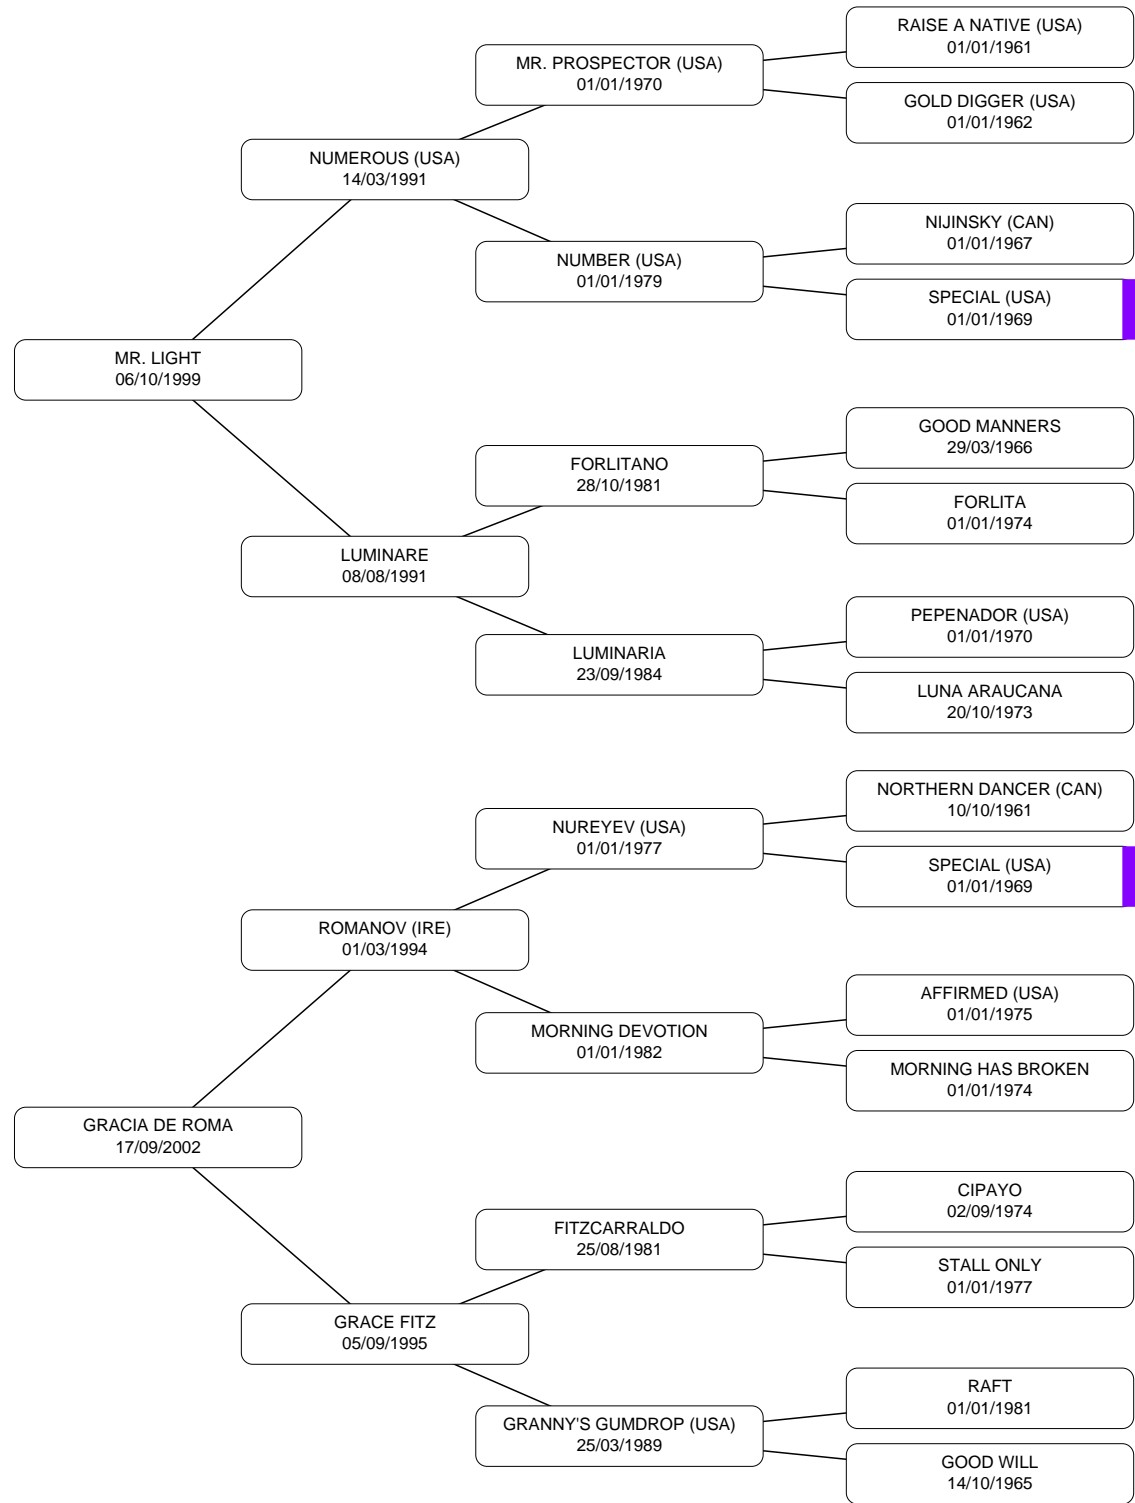 RAISE A NATIVE (USA)
01/01/1961
MR. PROSPECTOR (USA)
01/01/1970
GOLD DIGGER (USA)
01/01/1962
NUMEROUS (USA)
14/03/1991
NIJINSKY (CAN)
01/01/1967
NUMBER (USA)
01/01/1979
SPECIAL (USA)
01/01/1969
MR. LIGHT
06/10/1999
GOOD MANNERS
29/03/1966
FORLITANO
28/10/1981
FORLITA
01/01/1974
LUMINARE
08/08/1991
PEPENADOR (USA)
01/01/1970
LUMINARIA
23/09/1984
LUNA ARAUCANA
20/10/1973
NORTHERN DANCER (CAN)
10/10/1961
NUREYEV (USA)
01/01/1977
SPECIAL (USA)
01/01/1969
ROMANOV (IRE)
01/03/1994
AFFIRMED (USA)
01/01/1975
MORNING DEVOTION
01/01/1982
MORNING HAS BROKEN
01/01/1974
GRACIA DE ROMA
17/09/2002
CIPAYO
02/09/1974
FITZCARRALDO
25/08/1981
STALL ONLY
01/01/1977
GRACE FITZ
05/09/1995
RAFT
01/01/1981
GRANNY'S GUMDROP (USA)
25/03/1989
GOOD WILL
14/10/1965